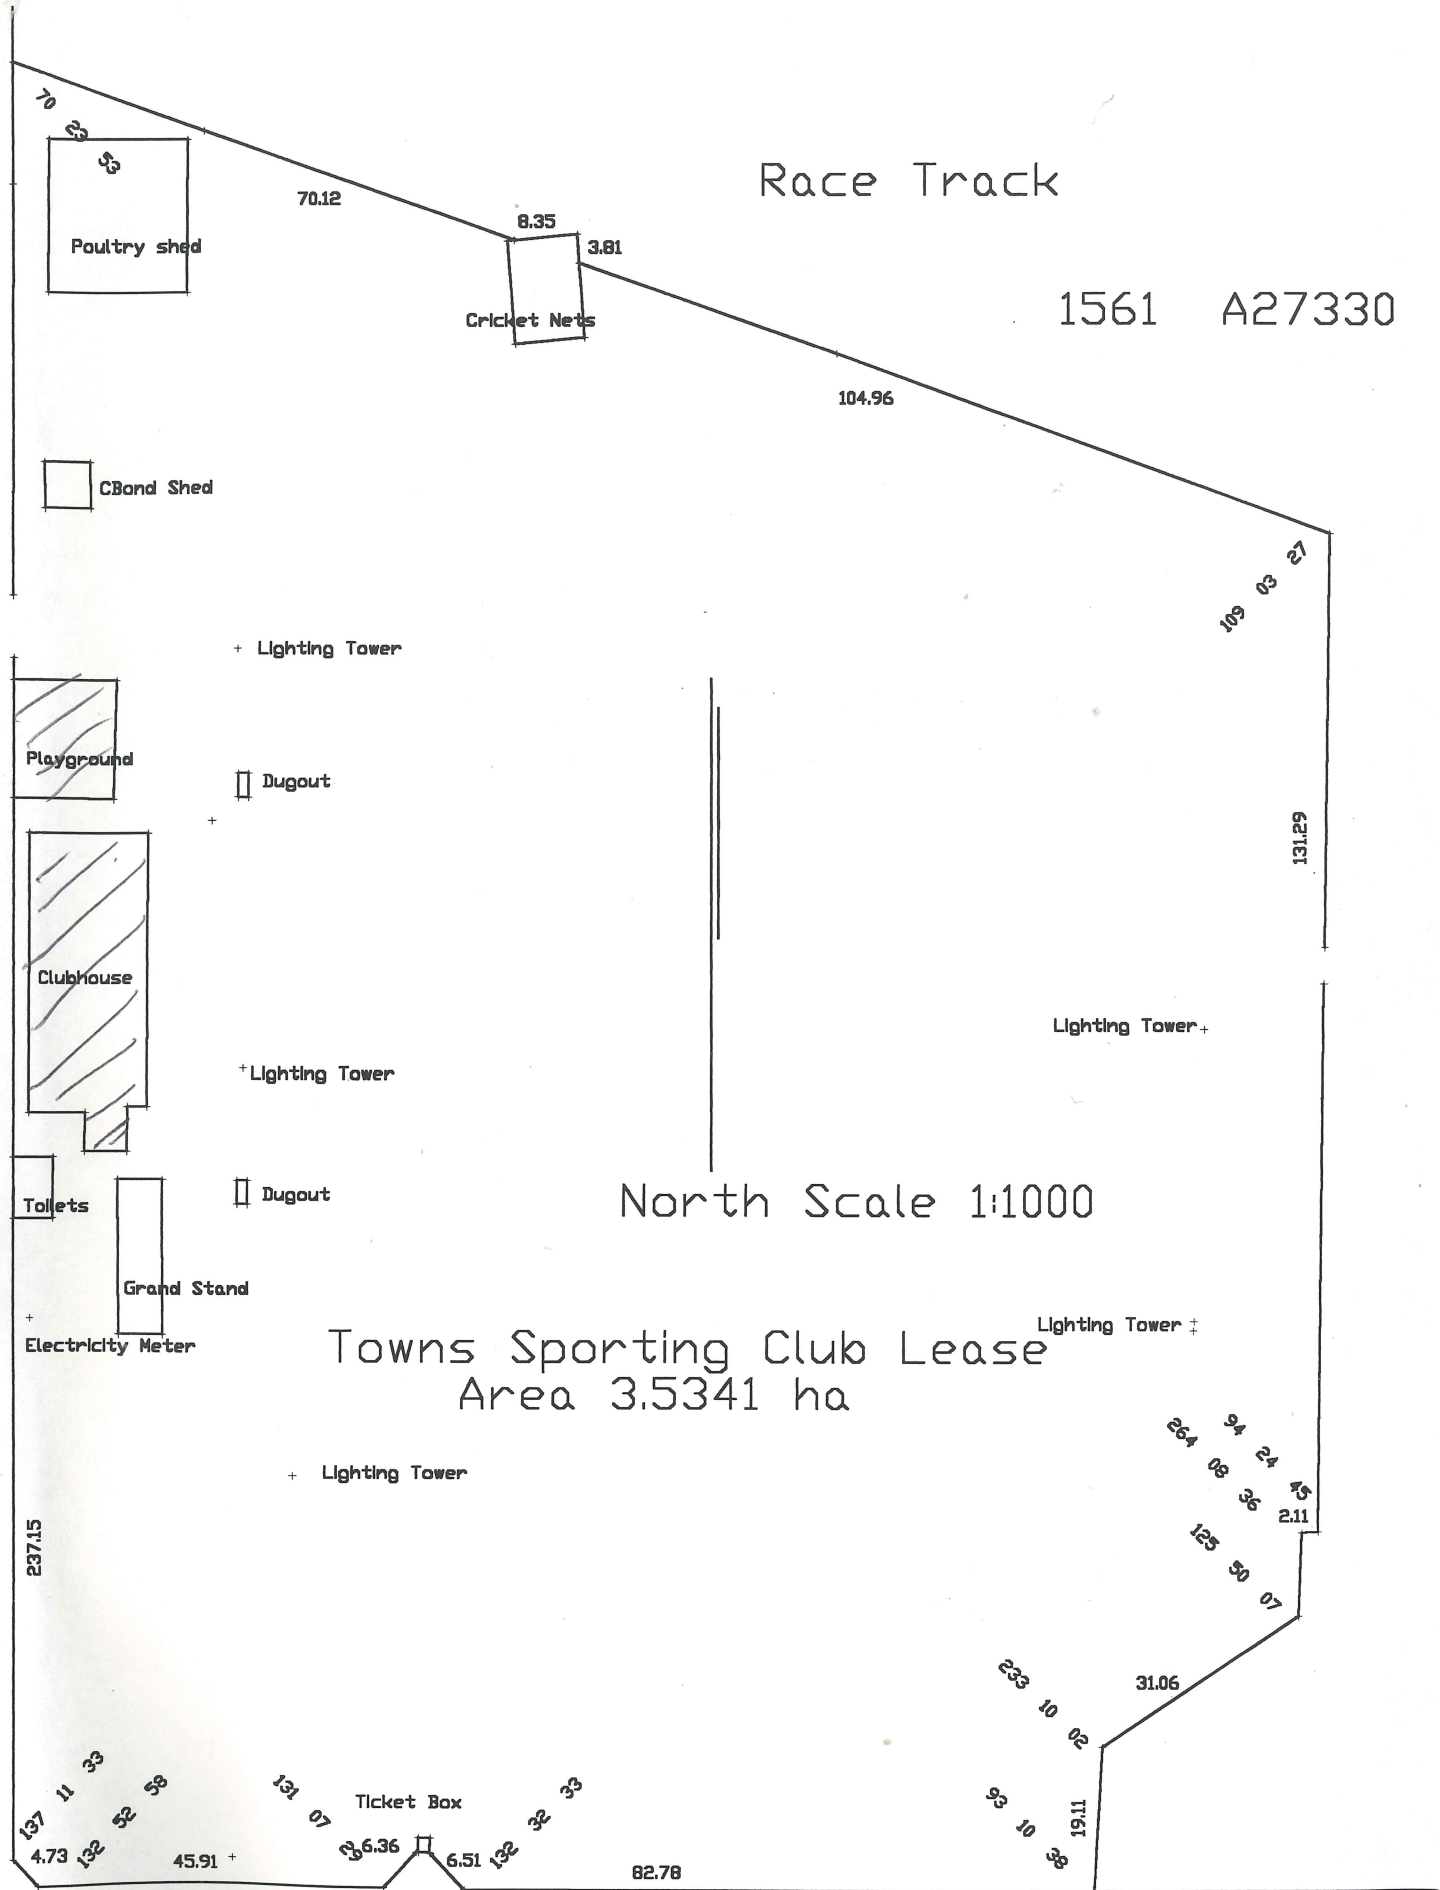 70 23 53
Race Track
70.12
8.35
3.81
Poultry shed
1561 A27330
Cricket Nets
104.96
CBond Shed
109 03 27
Lighting Tower
Playground
Dugout
131.29
Clubhouse
Lighting Tower
Lighting Tower
Toilets
Dugout
North Scale 1:1000
Grand Stand
Electricity Meter
Lighting Tower
Towns Sporting Club Lease
Area 3.5341 ha
264 08 36
94 24 45
Lighting Tower
2.11
237.15
125 50 07
233 10 02
31.06
137 11 33
132 52 58
131 07 29
Ticket Box
132 32 33
93 10 38
19.11
4.73
45.91
6.36
6.51
82.78